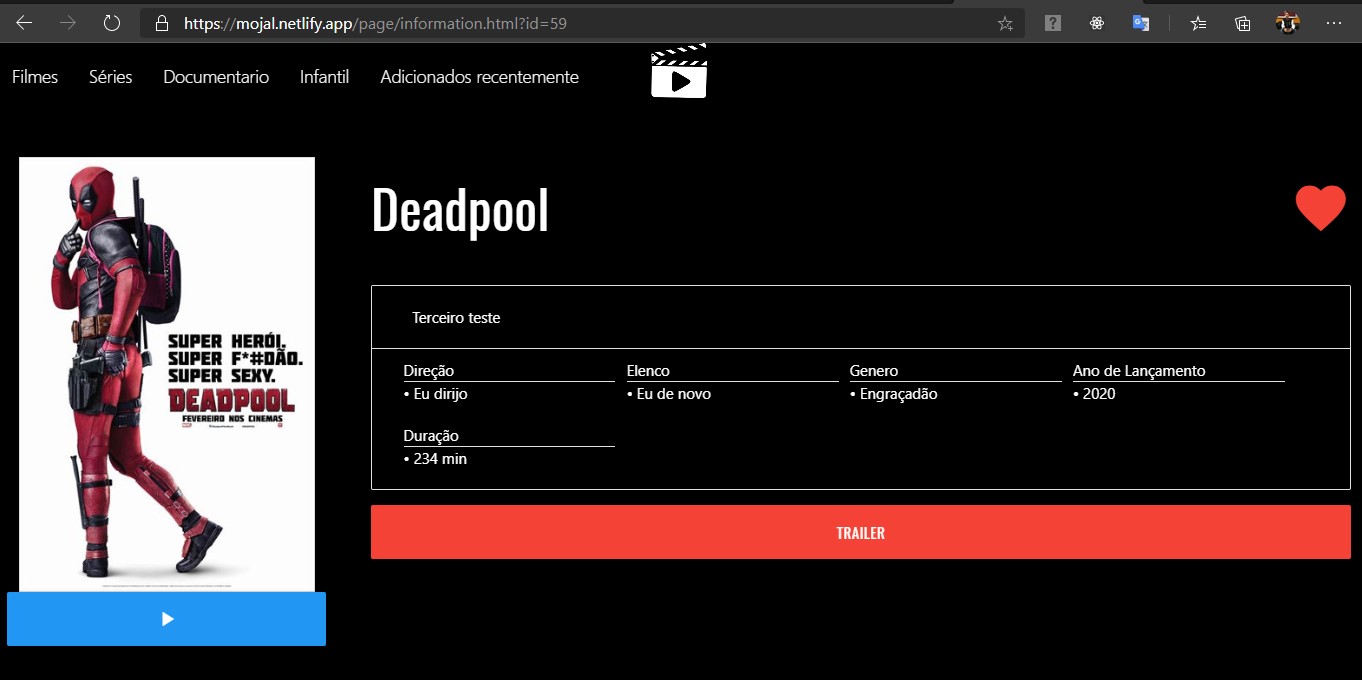 https://mojal.netlify.app/page/information.html?id=59
Filmes Séries Documentario Infantil Adicionados recentemente
Deadpool
SUPER HERÓI.
SUPER F*#DÃO.
SUPER SEXY.
DEADPOOL
FEVEREIRO NOS CINEMAS
Terceiro teste
Direção
• Eu dirijo
Elenco
• Eu de novo
Genero
• Engraçadão
Ano de Lançamento
• 2020
Duração
• 234 min
TRAILER